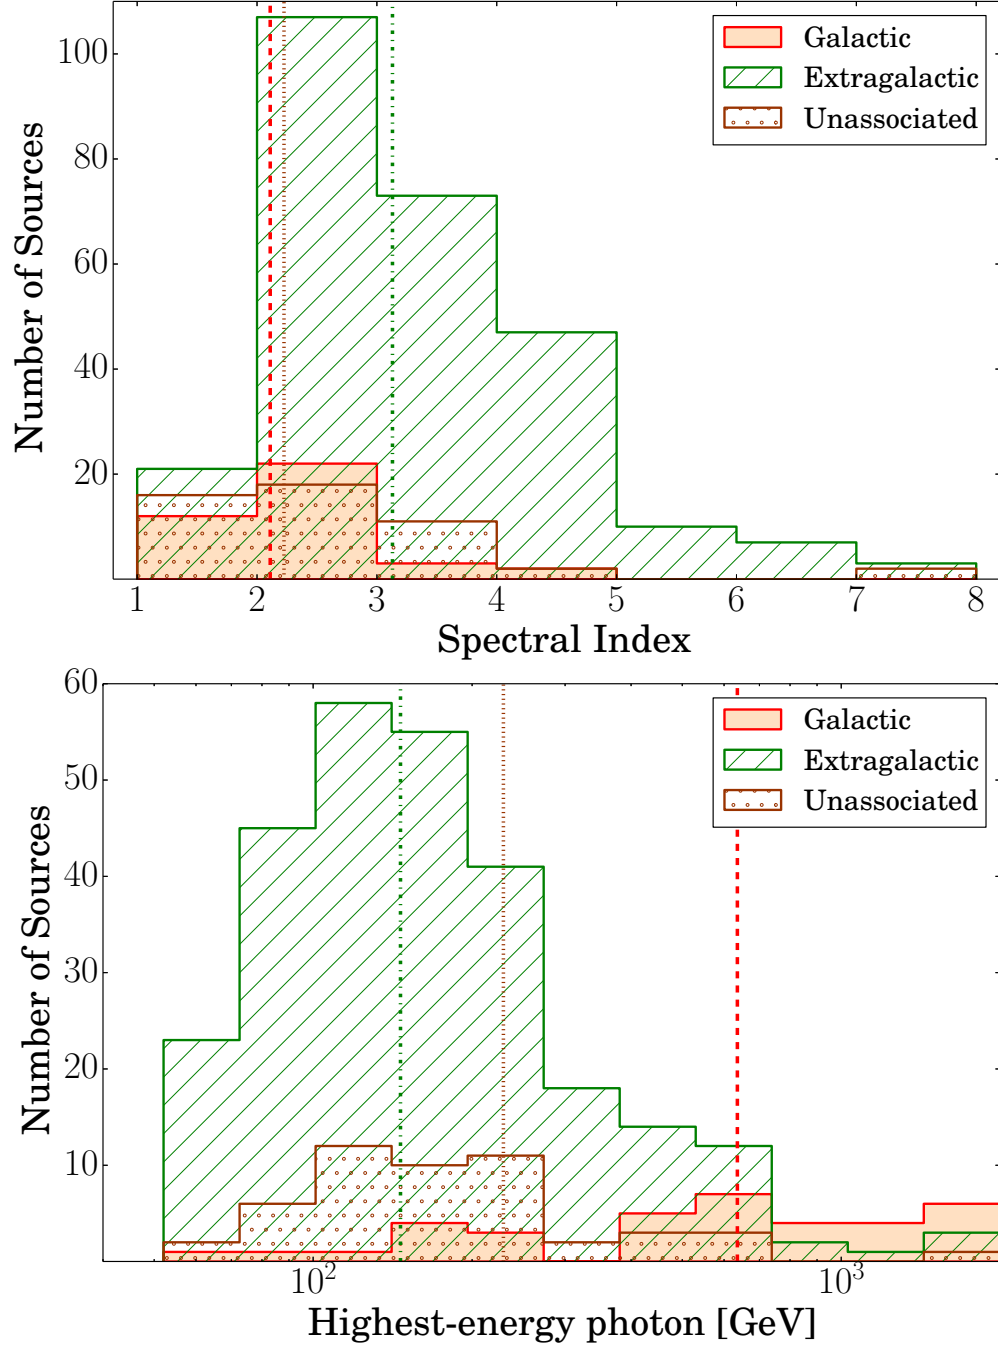 Number of Sources
100
80
60
40
20
Galactic
Extragalactic
Unassociated
1 2 3 4 5 6 7 8
Spectral Index
Number of Sources
60
50
40
30
20
10
Galactic
Extragalactic
Unassociated
10² 10³
Highest-energy photon [GeV]